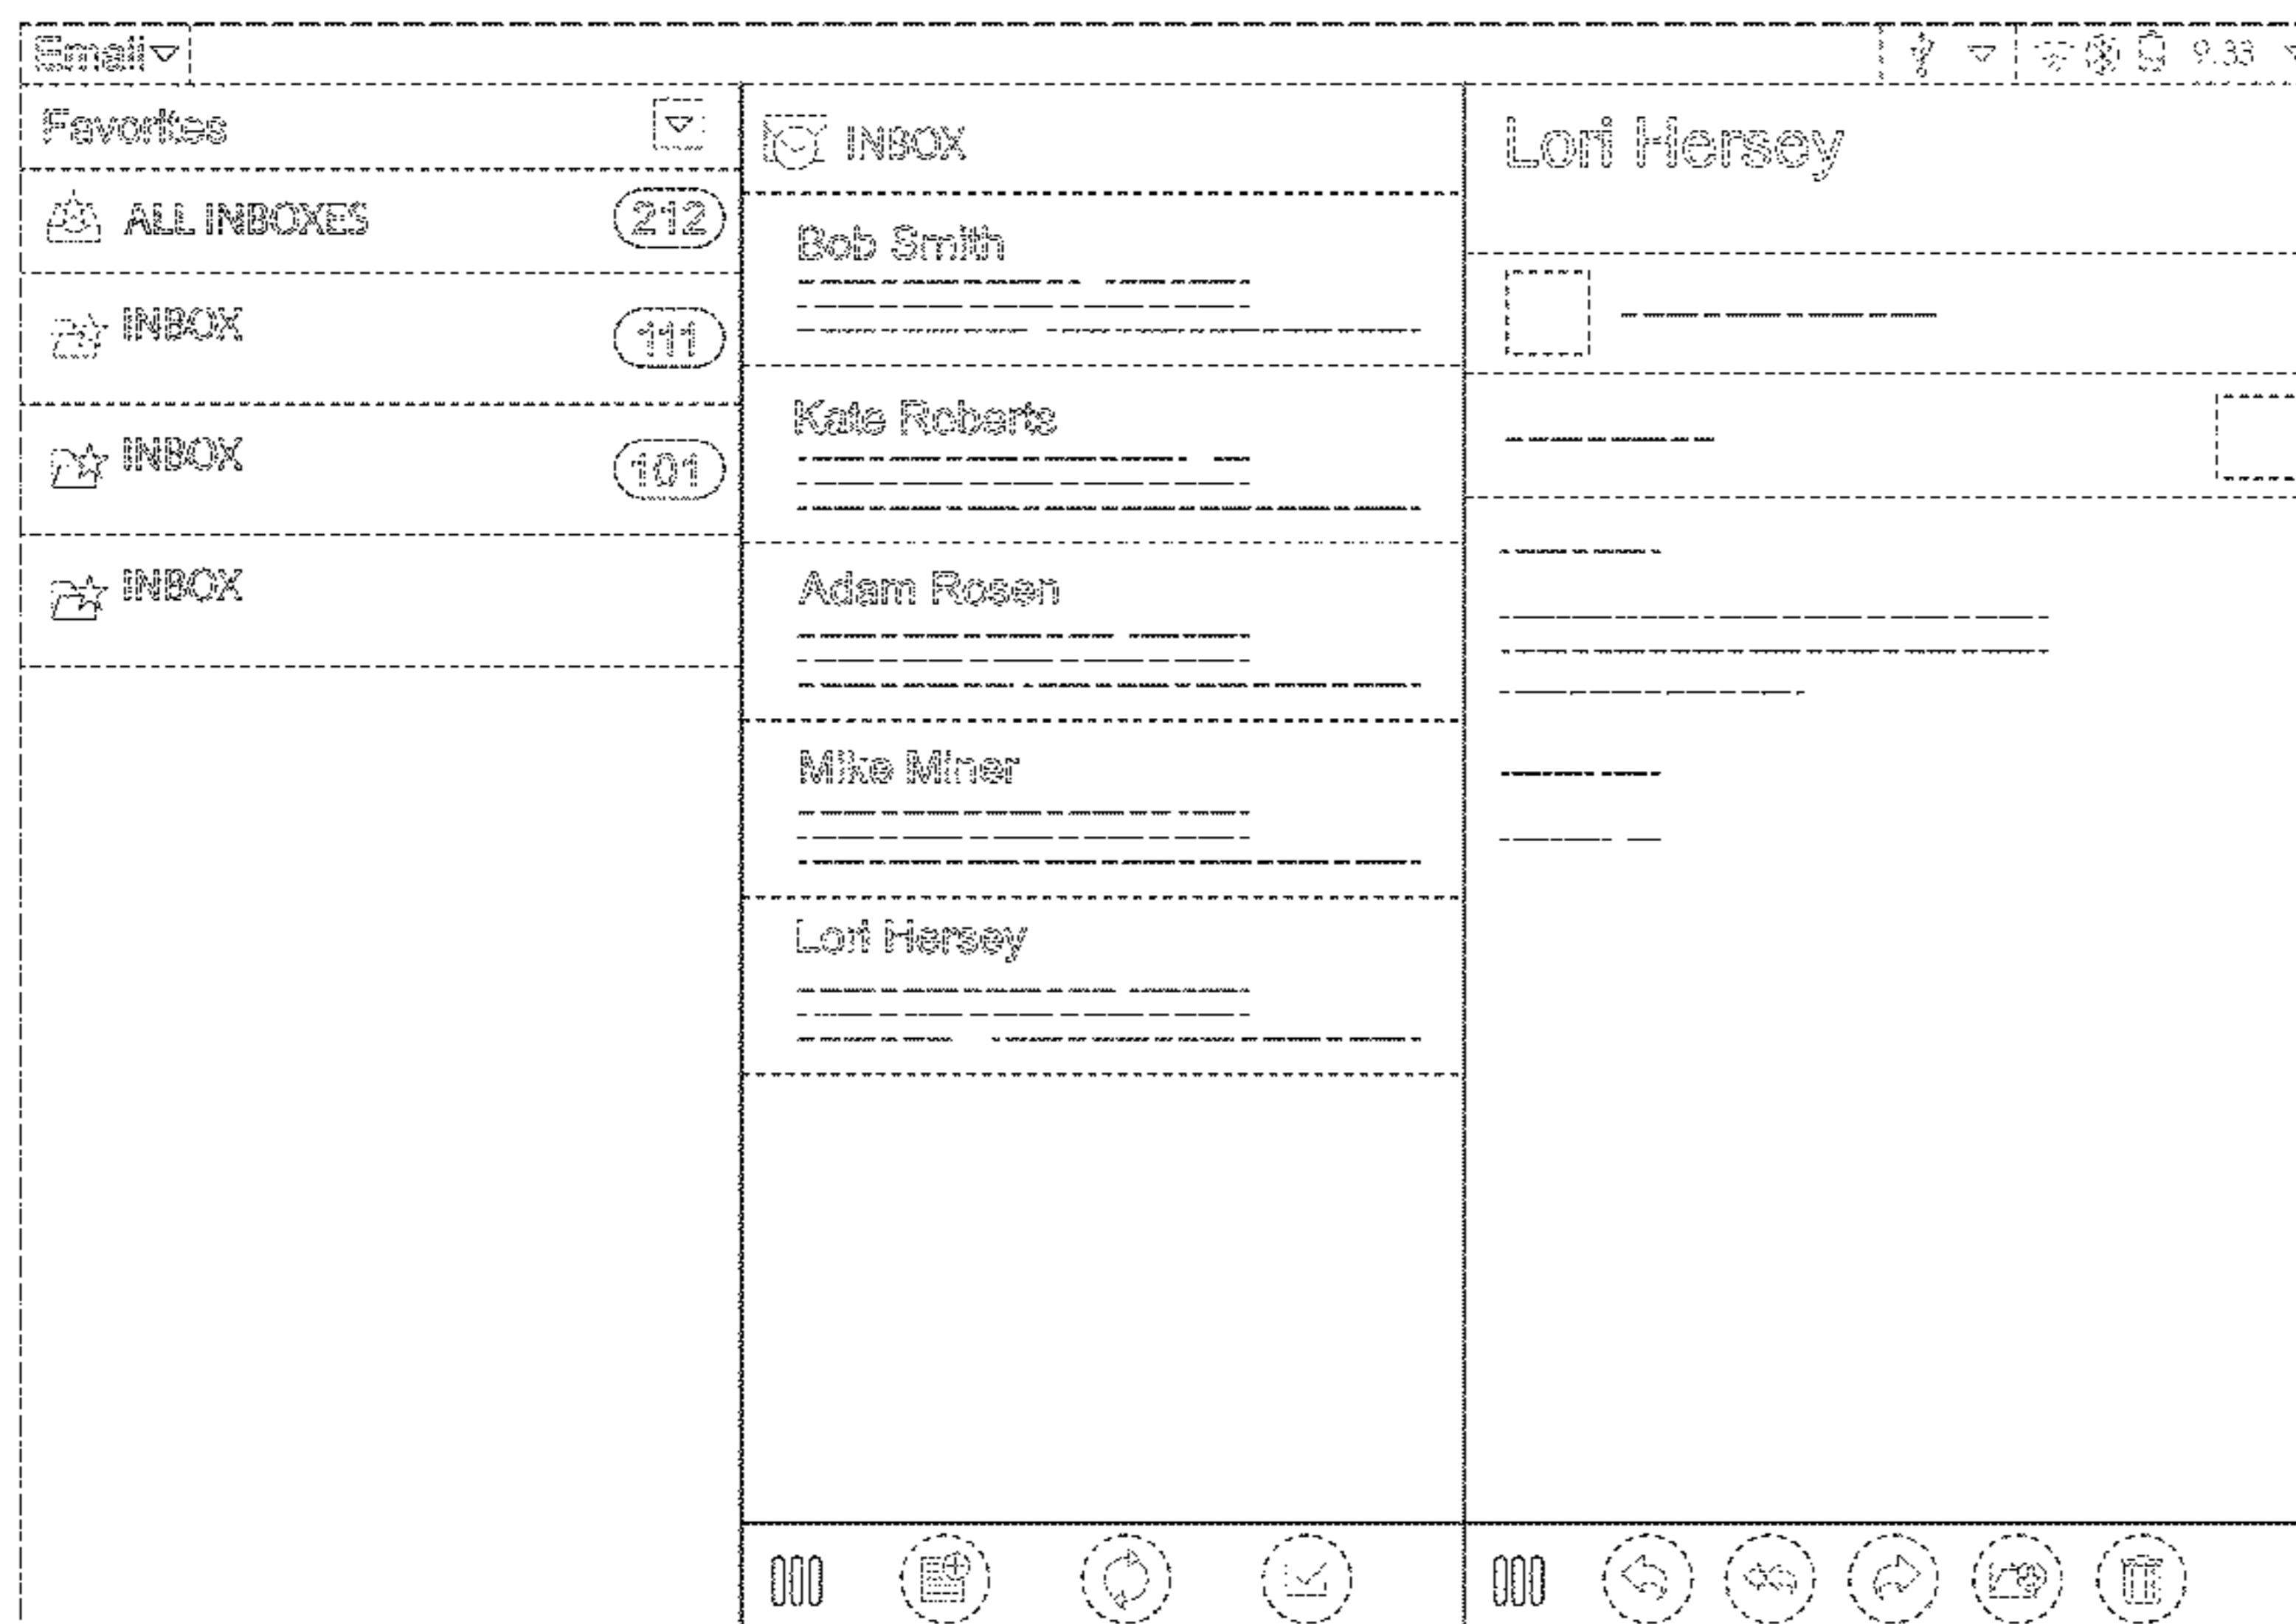 Email
9:33
Favorites
ALL INBOXES
212
INBOX
111
INBOX
101
INBOX
INBOX
Bob Smith
Kate Roberts
Adam Rosen
Mike Miner
Lori Hersey
Lori Hersey